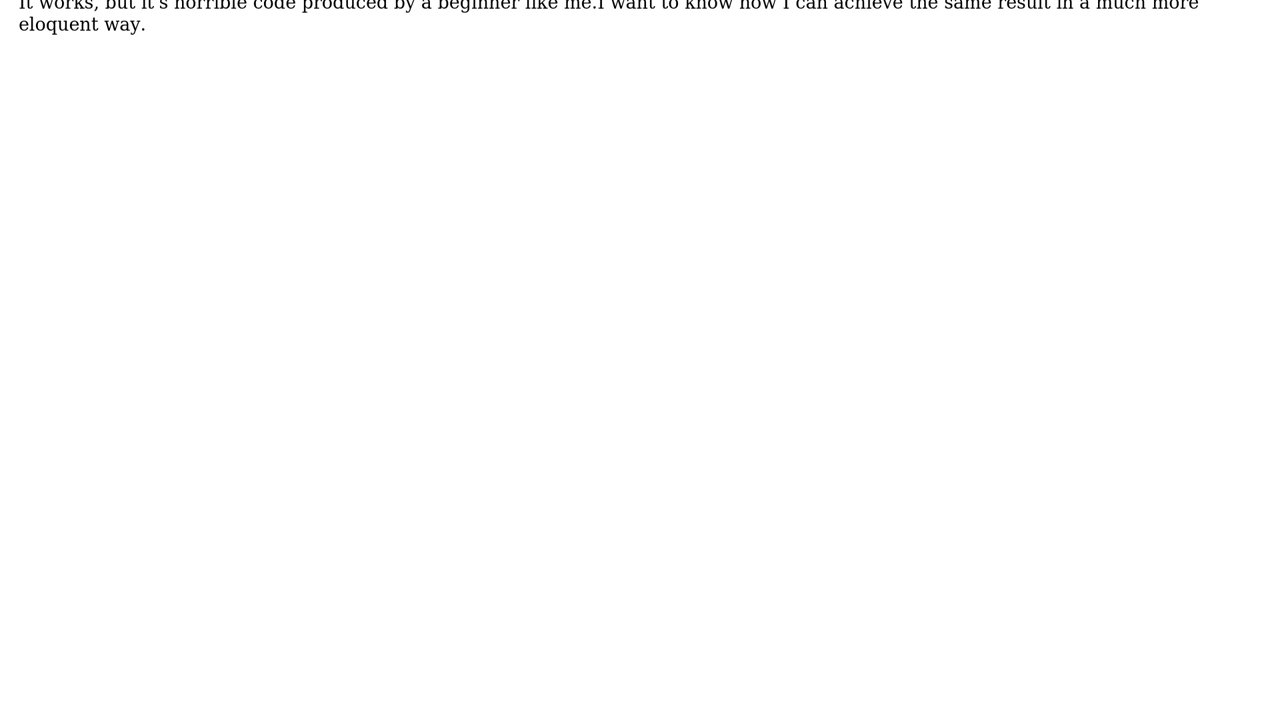 It works, but it's horrible code produced by a beginner like me.I want to know how I can achieve the same result in a much more
eloquent way.